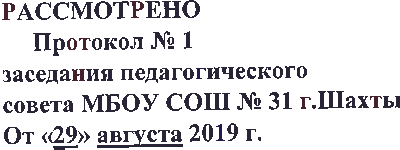 РАССМОТРЕНО
Протокол № 1
заседания педагогического
совета МБОУ СОШ № 31 г.Шахты
От «29» августа 2019 г.